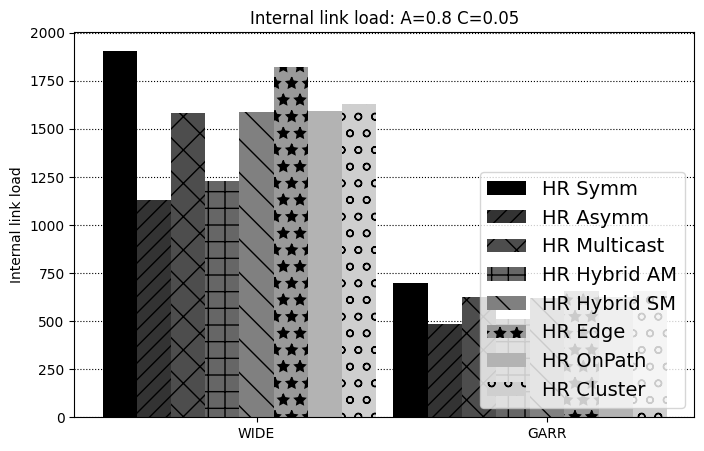 Internal link load: A=0.8 C=0.05
2000
1750
1500
1250
1000
750
500
250
0
Internal link load
WIDE
GARR
HR Symm
HR Asymm
HR Multicast
HR Hybrid AM
HR Hybrid SM
HR Edge
HR OnPath
HR Cluster